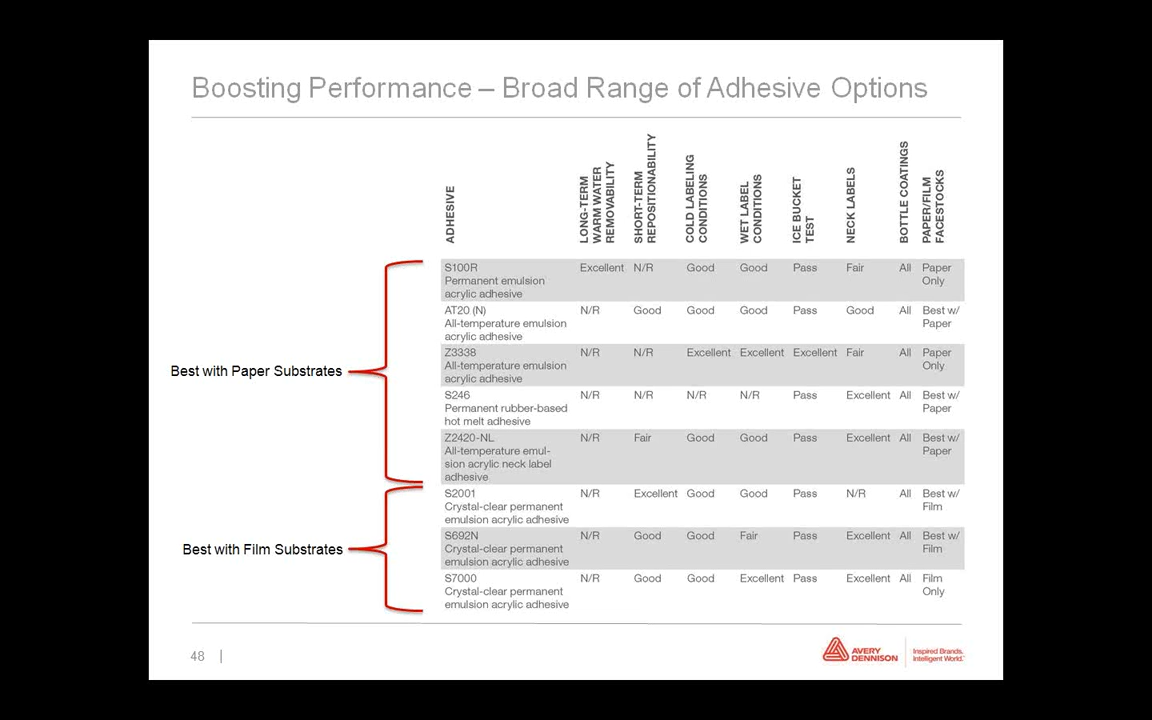 Boosting Performance – Broad Range of Adhesive Options
ADHESIVE
LONG-TERM
WARM WATER
REMOVABILITY
SHORT-TERM
REPOSITIONABILITY
COLD LABELING
CONDITIONS
WET LABEL
CONDITIONS
ICE BUCKET
TEST
NECK LABELS
BOTTLE COATINGS
PAPER/FILM
FACESTOCKS
S100R Excellent N/R Good Good Pass Fair All Paper
Permanent emulsion Only
acrylic adhesive
AT20 (N) N/R Good Good Good Pass Good All Best w/
All-temperature emulsion Paper
acrylic adhesive
Z3338 N/R N/R Excellent Excellent Excellent Fair All Paper
All-temperature emulsion Only
acrylic adhesive
Best with Paper Substrates
S246 N/R N/R N/R N/R Pass Excellent All Best w/
Permanent rubber-based Paper
hot melt adhesive
Z2420-NL N/R Fair Good Good Pass Excellent All Best w/
All-temperature emul- Paper
sion acrylic neck label
adhesive
S2001 N/R Excellent Good Good Pass N/R All Best w/
Crystal-clear permanent Film
emulsion acrylic adhesive
S692N N/R Good Good Fair Pass Excellent All Best w/
Crystal-clear permanent Film
emulsion acrylic adhesive
Best with Film Substrates
S7000 N/R Good Good Excellent Pass Excellent All Film
Crystal-clear permanent Only
emulsion acrylic adhesive
48 |
AVERY
DENNISON
Inspired Brands.
Intelligent World.™